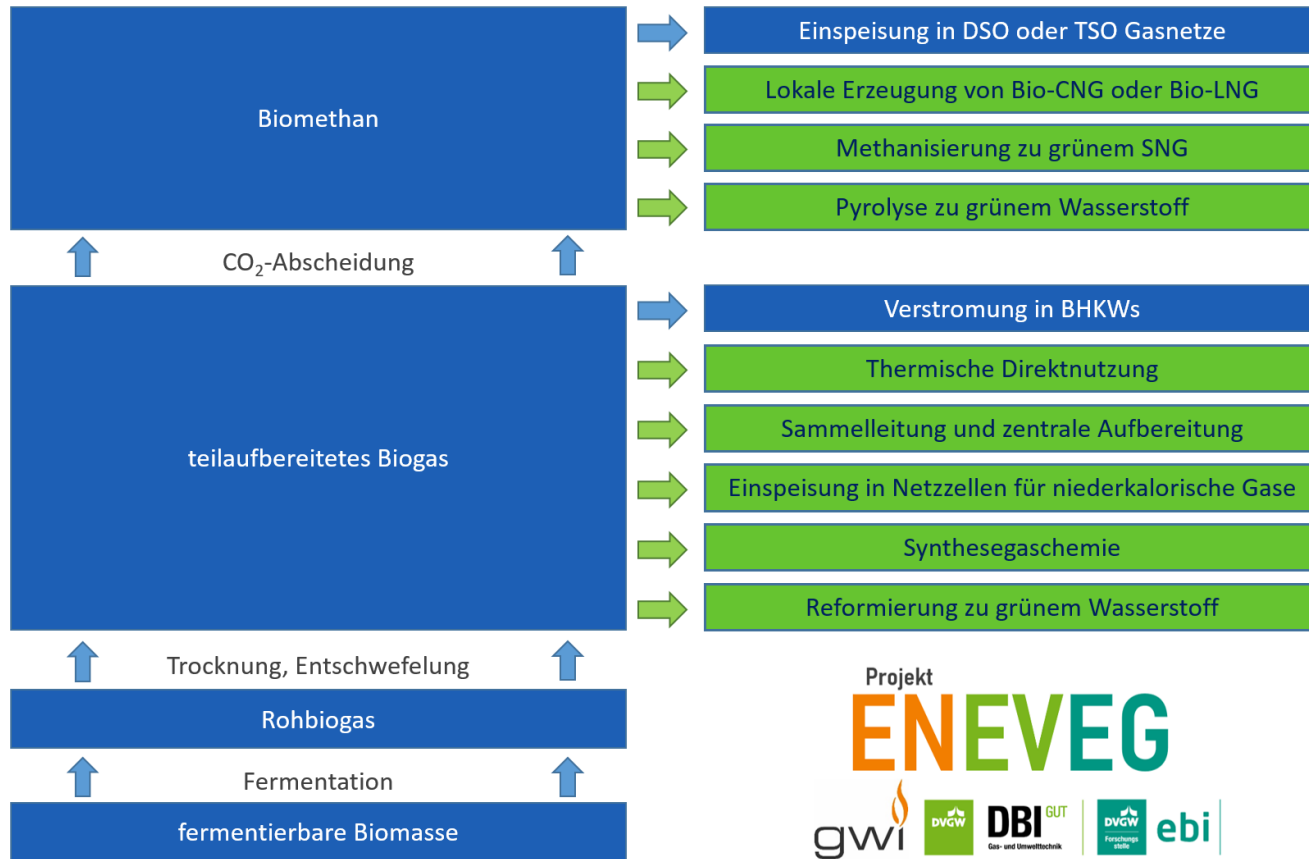 Biomethan
Einspeisung in DSO oder TSO Gasnetze
Lokale Erzeugung von Bio-CNG oder Bio-LNG
Methanisierung zu grünem SNG
Pyrolyse zu grünem Wasserstoff
CO₂-Abscheidung
teilaufbereitetes Biogas
Verstromung in BHKWs
Thermische Direktnutzung
Sammelleitung und zentrale Aufbereitung
Einspeisung in Netzzellen für niederkalorische Gase
Synthesegaschemie
Reformierung zu grünem Wasserstoff
Trocknung, Entschwefelung
Rohbiogas
Fermentation
fermentierbare Biomasse
Projekt
ENEVEG
gwi
DVGW
DBI GUT
Gas- und Umwelttechnik
DVGW
Forschungs
stelle
ebi